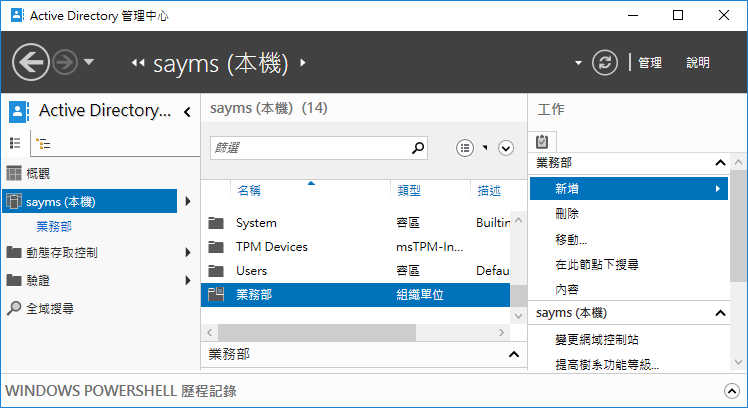 Active Directory 管理中心
sayms (本機)
管理
說明
Active Directory...
概觀
sayms (本機)
業務部
動態存取控制
驗證
全域搜尋
sayms (本機) (14)
篩選
名稱 類型 描述
System 容區 Builtin
TPM Devices msTPM-In...
Users 容區 Defau
業務部 組織單位
業務部
工作
業務部
新增
刪除
移動...
在此節點下搜尋
內容
sayms (本機)
變更網域控制站
提高樹系功能等級...
WINDOWS POWERSHELL 歷程記錄